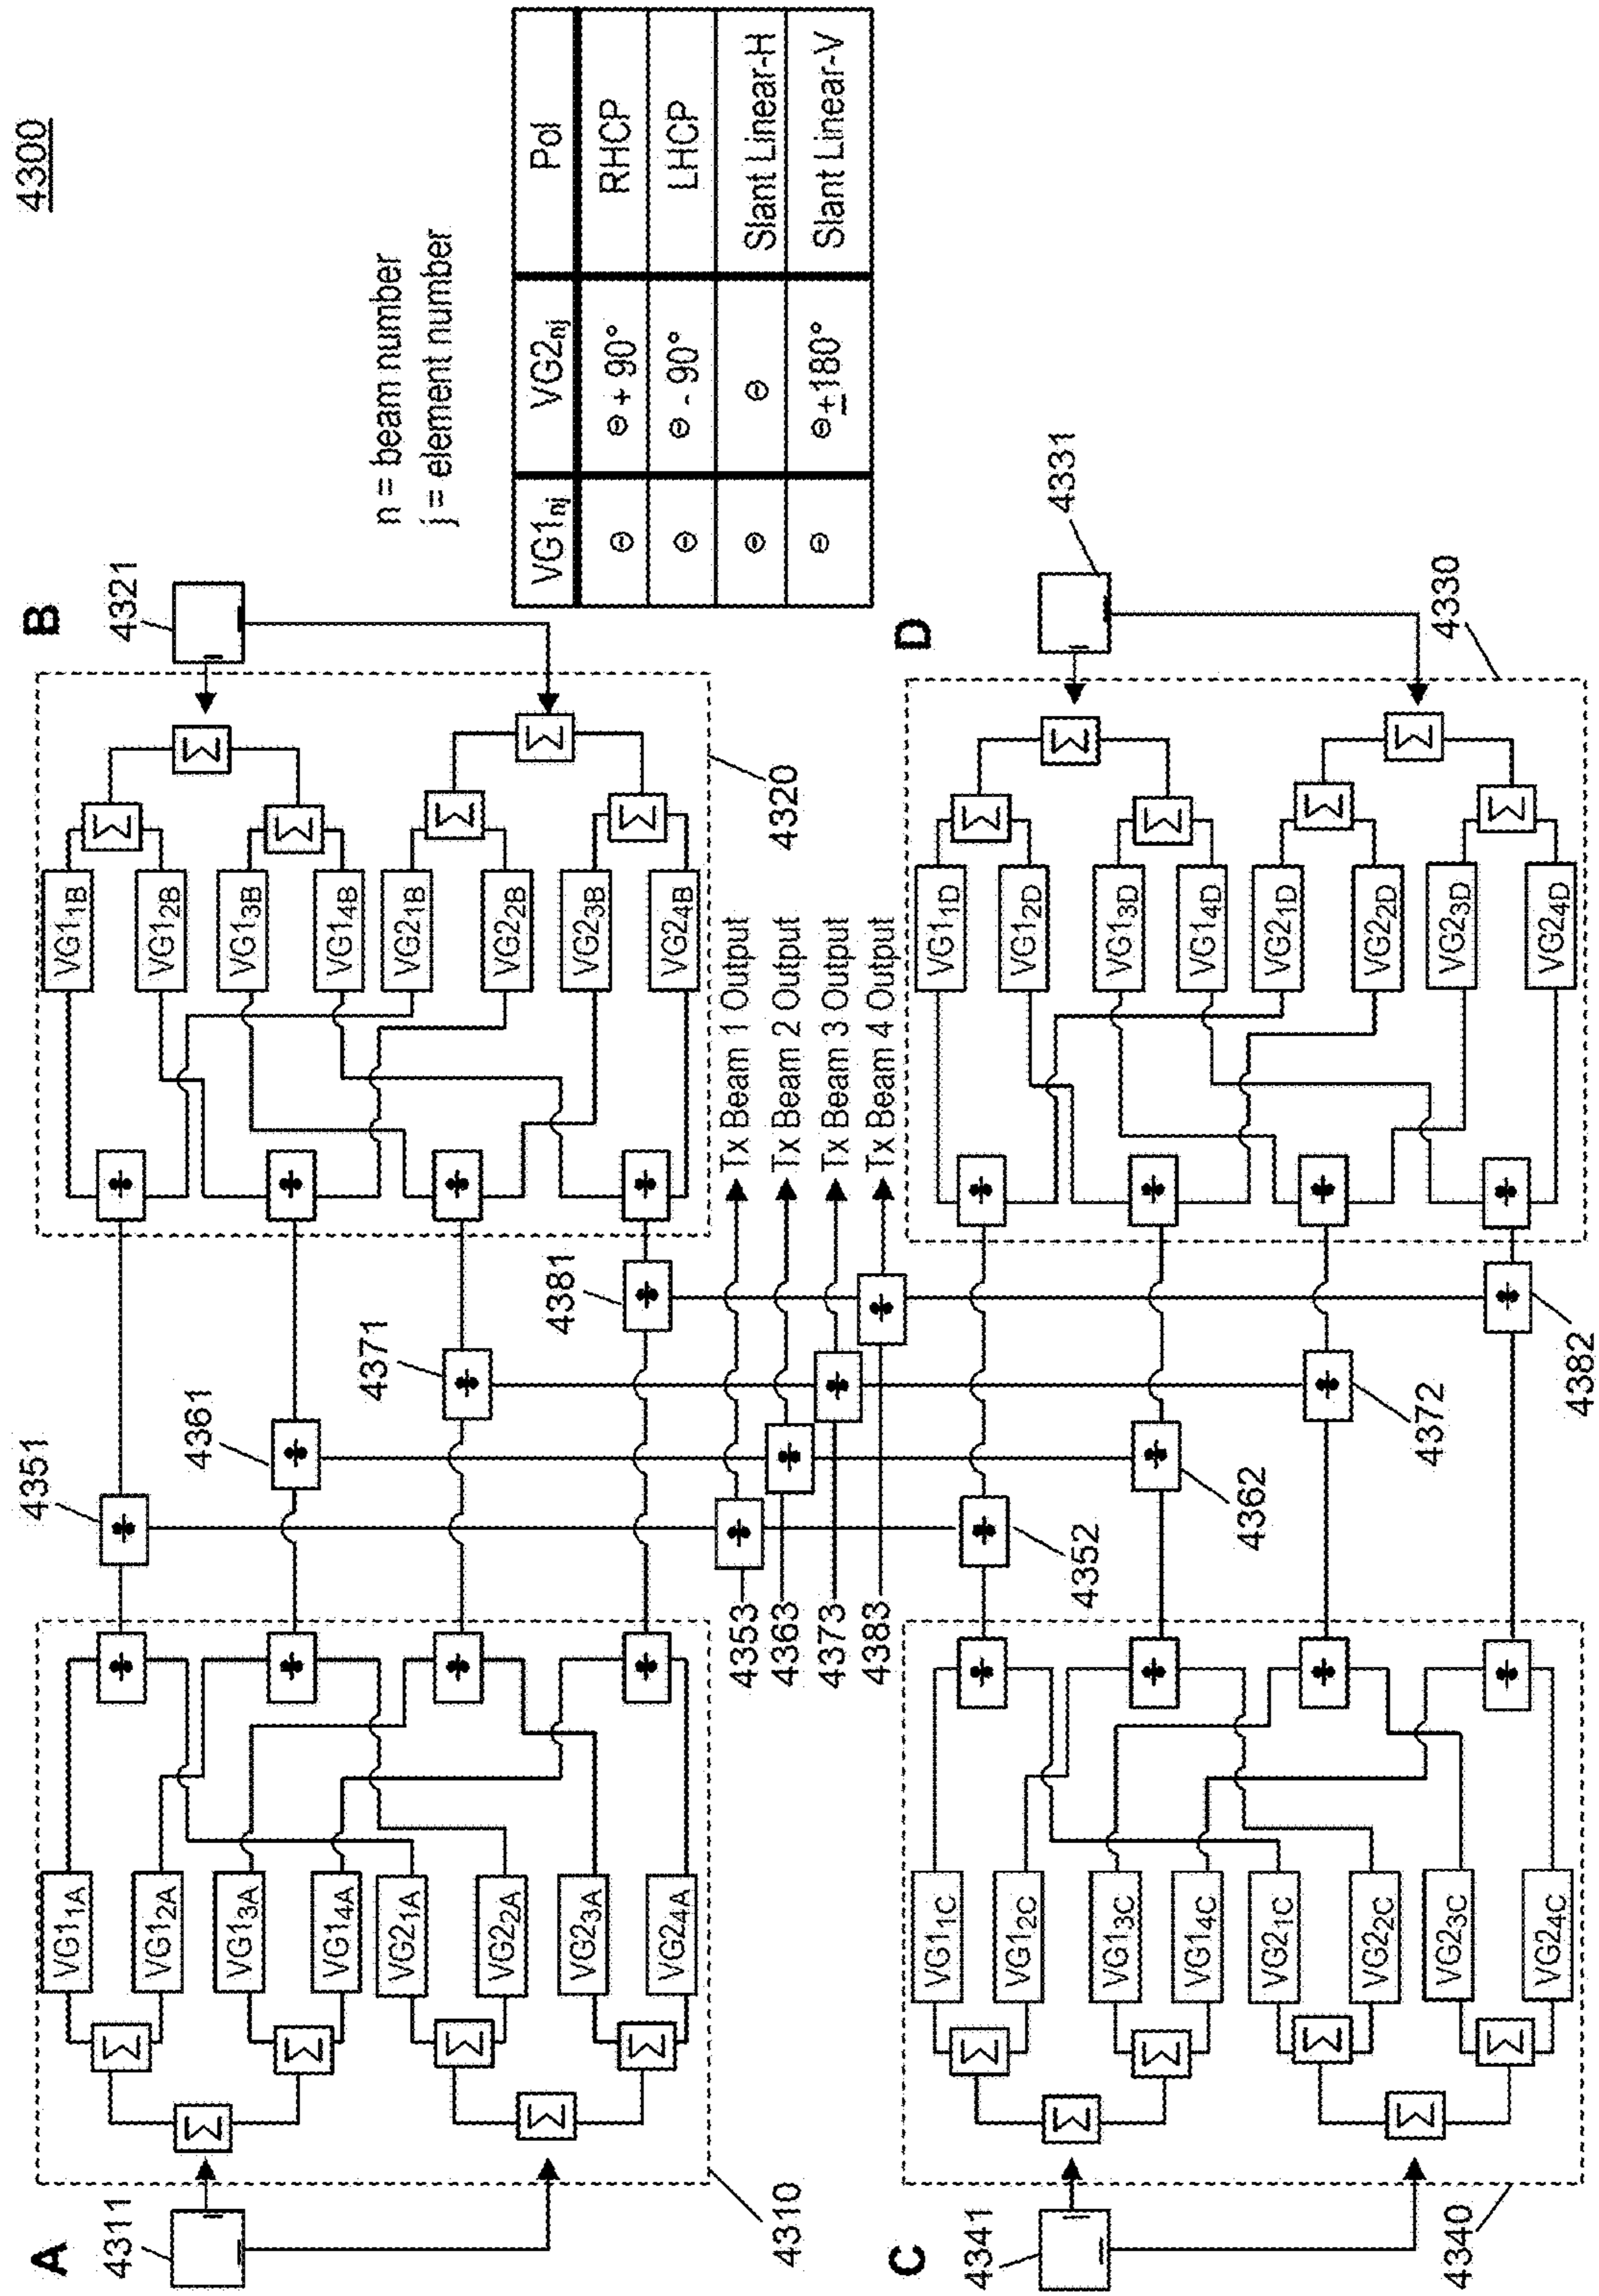 4300
n = beam number
j = element number
VG1nj VG2nj Pol
Θ Θ + 90° RHCP
Θ Θ - 90° LHCP
Θ Θ Slant Linear-H
Θ Θ±180° Slant Linear-V
A
4311
4310
VG11A
VG12A
VG13A
VG14A
VG21A
VG22A
VG23A
VG24A
Σ
Σ
Σ
Σ
Σ
Σ
÷
÷
÷
÷
4351
4361
4371
4381
÷
÷
÷
÷
B
4321
4320
VG11B
VG12B
VG13B
VG14B
VG21B
VG22B
VG23B
VG24B
Σ
Σ
Σ
Σ
Σ
Σ
÷
÷
÷
÷
4353
4363
4373
4383
÷
÷
÷
÷
Tx Beam 1 Output
Tx Beam 2 Output
Tx Beam 3 Output
Tx Beam 4 Output
C
4341
4340
VG11C
VG12C
VG13C
VG14C
VG21C
VG22C
VG23C
VG24C
Σ
Σ
Σ
Σ
Σ
Σ
÷
÷
÷
÷
4352
4362
4372
4382
÷
÷
÷
÷
D
4331
4330
VG11D
VG12D
VG13D
VG14D
VG21D
VG22D
VG23D
VG24D
Σ
Σ
Σ
Σ
Σ
Σ
÷
÷
÷
÷